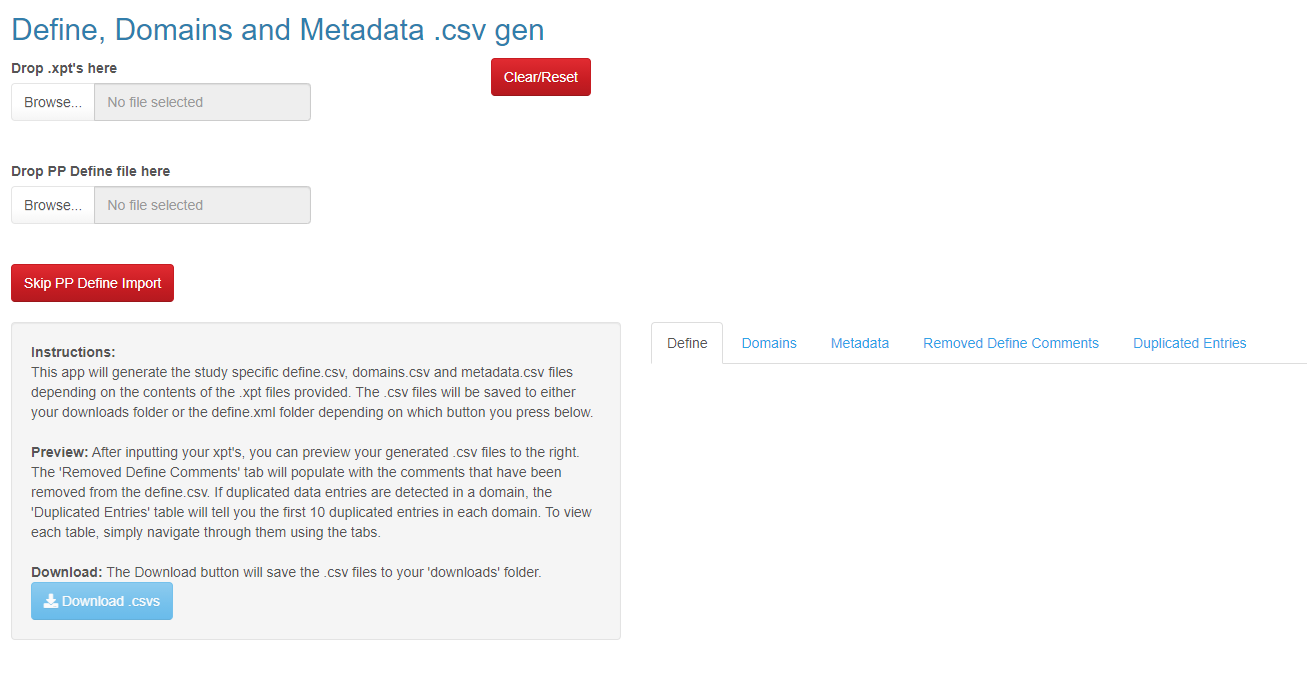 Define, Domains and Metadata .csv gen
Drop .xpt's here
Clear/Reset
Browse... No file selected
Drop PP Define file here
Browse... No file selected
Skip PP Define Import
Instructions:
This app will generate the study specific define.csv, domains.csv and metadata.csv files
depending on the contents of the .xpt files provided. The .csv files will be saved to either
your downloads folder or the define.xml folder depending on which button you press below.
Preview: After inputting your xpt's, you can preview your generated .csv files to the right.
The 'Removed Define Comments' tab will populate with the comments that have been
removed from the define.csv. If duplicated data entries are detected in a domain, the
'Duplicated Entries' table will tell you the first 10 duplicated entries in each domain. To view
each table, simply navigate through them using the tabs.
Download: The Download button will save the .csv files to your 'downloads' folder.
Download .csvs
Define Domains Metadata Removed Define Comments Duplicated Entries